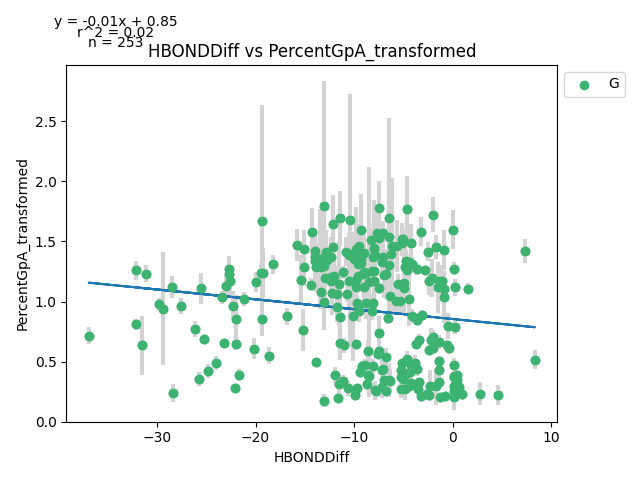 y = -0.01x + 0.85
r^2 = 0.02
n = 253
HBONDDiff vs PercentGpA_transformed
G
PercentGpA_transformed
2.5
2.0
1.5
1.0
0.5
0.0
−30
−20
−10
0
10
HBONDDiff